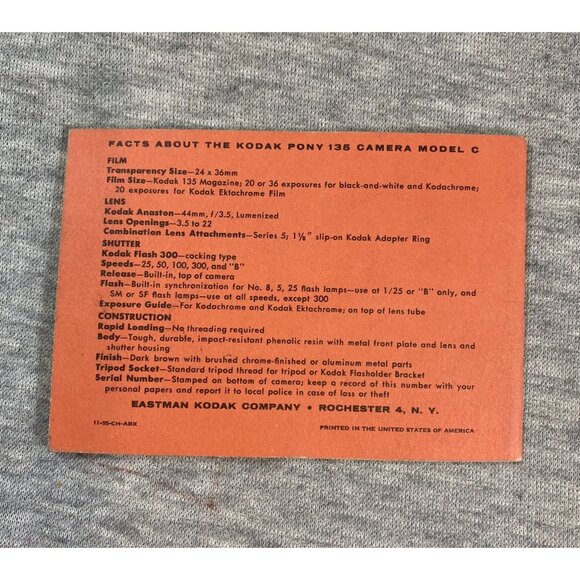 FACTS ABOUT THE KODAK PONY 135 CAMERA MODEL C
FILM
Transparency Size—24 x 36mm
Film Size—Kodak 135 Magazine; 20 or 36 exposures for black-and-white and Kodachrome;
20 exposures for Kodak Ektachrome Film
LENS
Kodak Anaston—44mm, f/3.5, Lumenized
Lens Openings—3.5 to 22
Combination Lens Attachments—Series 5; 1⅛" slip-on Kodak Adapter Ring
SHUTTER
Kodak Flash 300—cocking type
Speeds—25, 50, 100, 300, and "B"
Release—Built-in, top of camera
Flash—Built-in synchronization for No. 8, 5, 25 flash lamps—use at 1/25 or "B" only, and
SM or SF flash lamps—use at all speeds, except 300
Exposure Guide—For Kodachrome and Kodak Ektachrome; on top of lens tube
CONSTRUCTION
Rapid Loading—No threading required
Body—Tough, durable, impact-resistant phenolic resin with metal front plate and lens and
shutter housing
Finish—Dark brown with brushed chrome-finished or aluminum metal parts
Tripod Socket—Standard tripod thread for tripod or Kodak Flasholder Bracket
Serial Number—Stamped on bottom of camera; keep a record of this number with your
personal papers and report it to local police in case of loss or theft
EASTMAN KODAK COMPANY • ROCHESTER 4, N. Y.
11-55-CH-ABX PRINTED IN THE UNITED STATES OF AMERICA